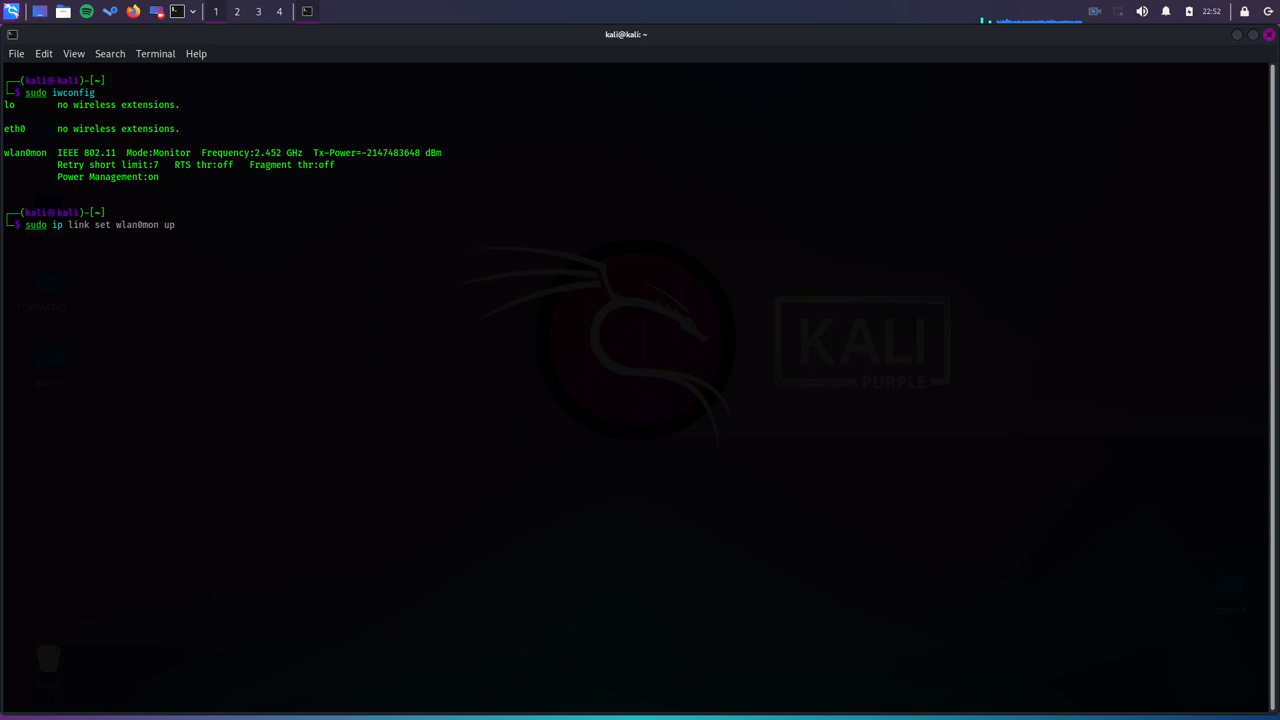 1 2 3 4
22:52
kali@kali: ~
File Edit View Search Terminal Help
┌──(kali㉿kali)-[~]
└─$ sudo iwconfig
lo        no wireless extensions.
eth0      no wireless extensions.
wlan0mon  IEEE 802.11  Mode:Monitor  Frequency:2.452 GHz  Tx-Power=-2147483648 dBm
          Retry short limit:7   RTS thr:off   Fragment thr:off
          Power Management:on
┌──(kali㉿kali)-[~]
└─$ sudo ip link set wlan0mon up
KALI
PURPLE